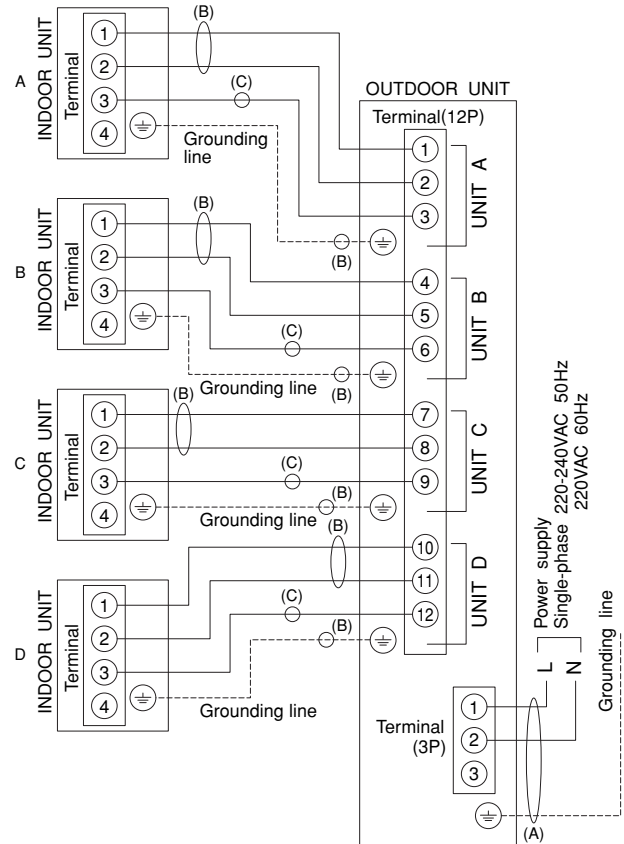 A
INDOOR UNIT
Terminal
1
2
3
4
(B)
(C)
Grounding
line
(B)
B
INDOOR UNIT
Terminal
1
2
3
4
(B)
(C)
Grounding line
(B)
C
INDOOR UNIT
Terminal
1
2
3
4
(B)
(C)
(B)
Grounding line
D
INDOOR UNIT
Terminal
1
2
3
4
(B)
(C)
(B)
Grounding line
OUTDOOR UNIT
Terminal(12P)
1
2
3
UNIT A
4
5
6
UNIT B
7
8
9
UNIT C
10
11
12
UNIT D
Power supply
Single-phase 220-240VAC 50Hz
220VAC 60Hz
L
N
Grounding line
Terminal
(3P)
1
2
3
(A)